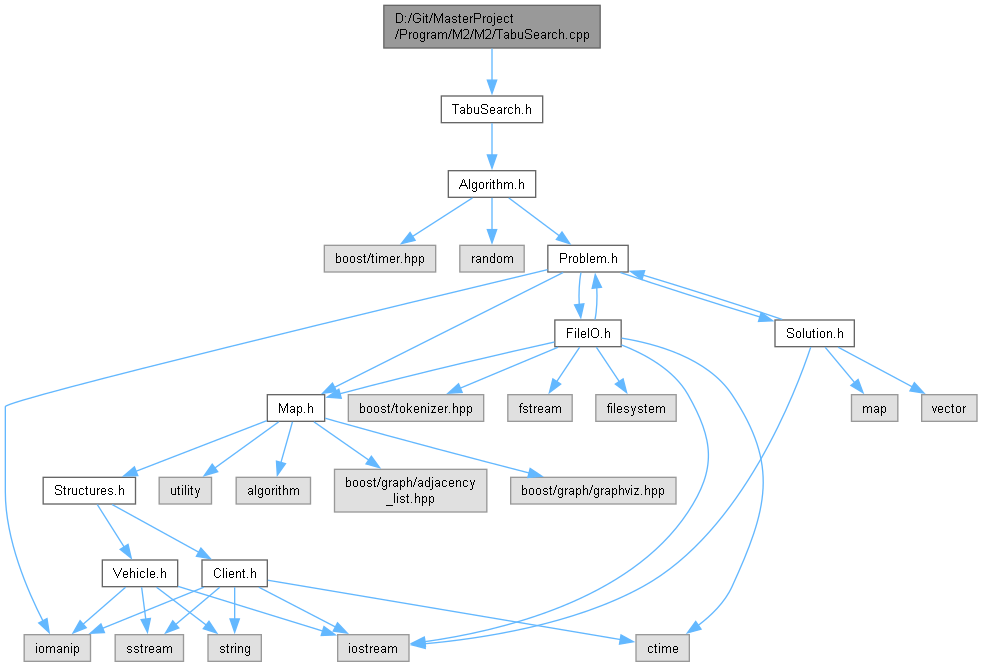 D:/Git/MasterProject
/Program/M2/M2/TabuSearch.cpp
TabuSearch.h
Algorithm.h
boost/timer.hpp
random
Problem.h
FileIO.h
Solution.h
Map.h
boost/tokenizer.hpp
fstream
filesystem
map
vector
Structures.h
utility
algorithm
boost/graph/adjacency
_list.hpp
boost/graph/graphviz.hpp
Vehicle.h
Client.h
iomanip
sstream
string
iostream
ctime